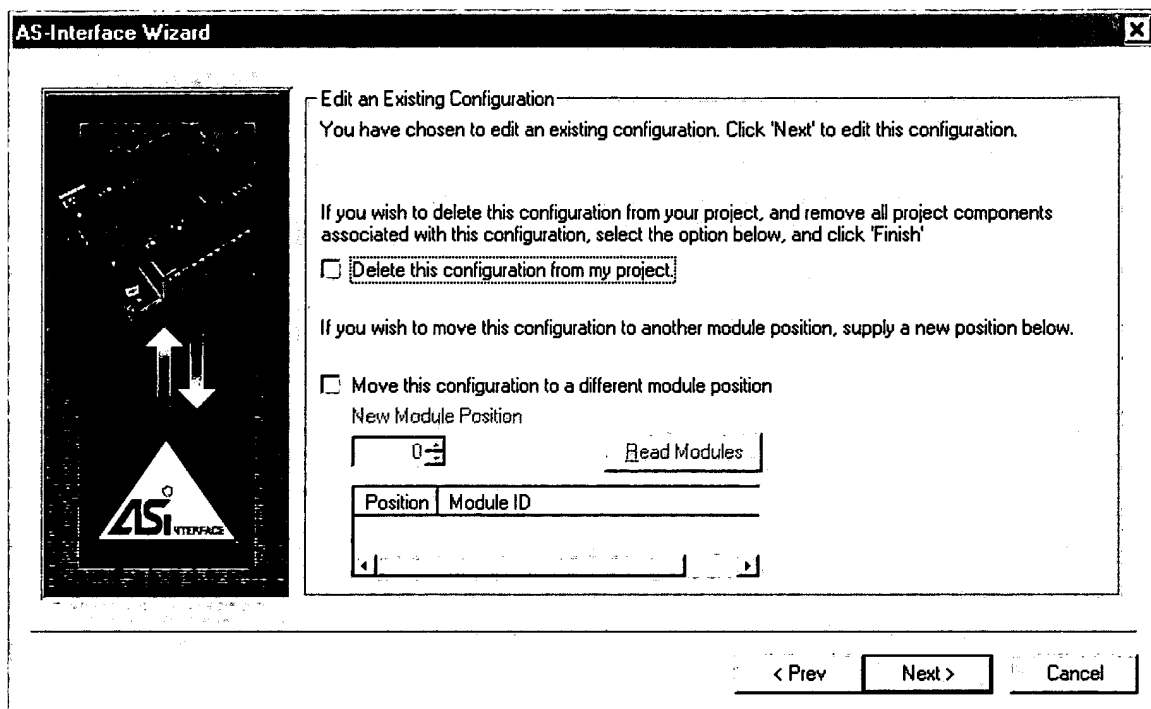 AS-Interface Wizard
Edit an Existing Configuration
You have chosen to edit an existing configuration. Click 'Next' to edit this configuration.
If you wish to delete this configuration from your project, and remove all project components
associated with this configuration, select the option below, and click 'Finish'
Delete this configuration from my project.
If you wish to move this configuration to another module position, supply a new position below.
Move this configuration to a different module position
New Module Position
0
Read Modules
Position Module ID
ASi INTERFACE
< Prev Next > Cancel